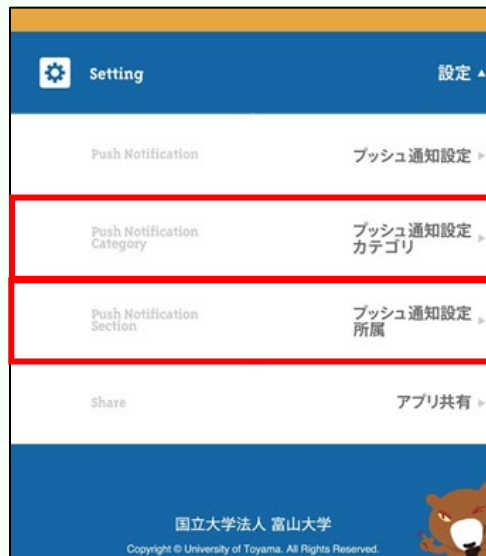 Setting 設定 ▲
Push Notification プッシュ通知設定 ▶
Push Notification プッシュ通知設定
Category カテゴリ ▶
Push Notification プッシュ通知設定
Section 所属 ▶
Share アプリ共有 ▶
国立大学法人 富山大学
Copyright © University of Toyama. All Rights Reserved.